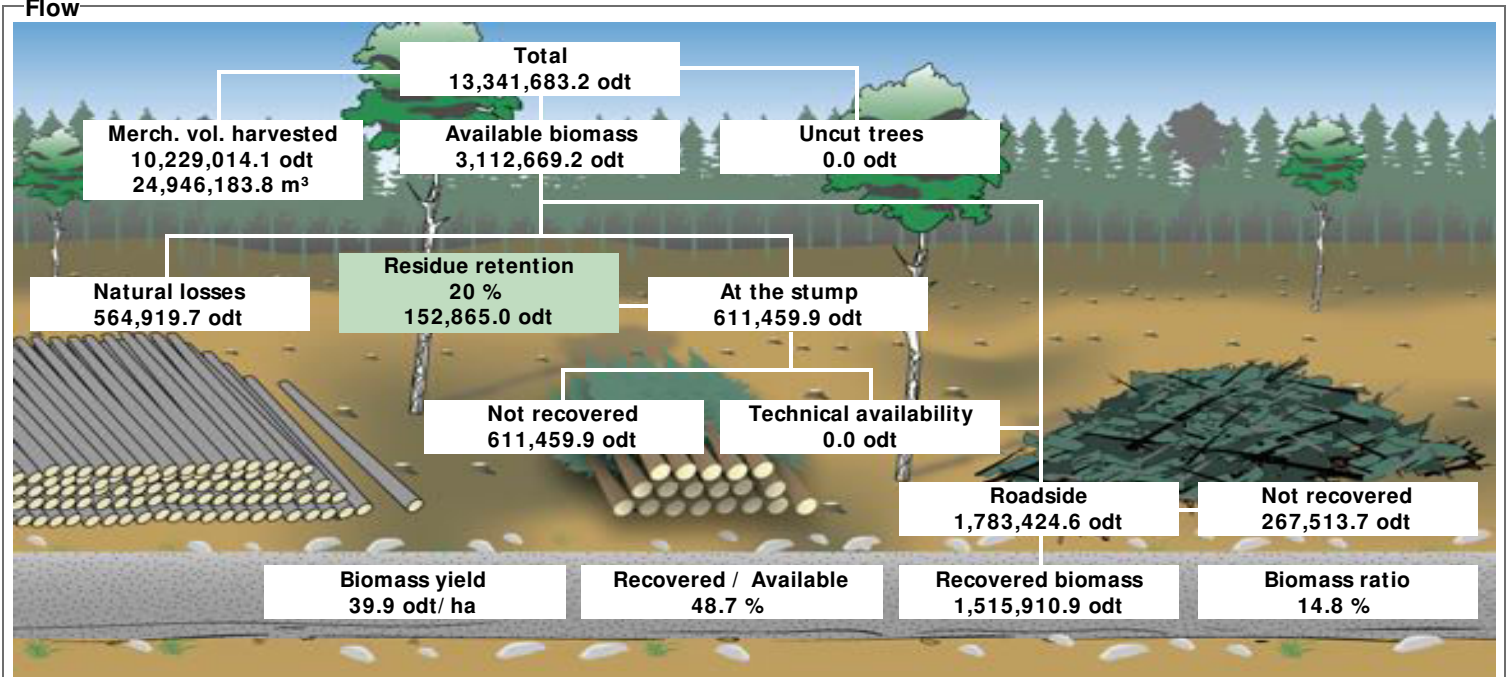 Flow
Total
13,341,683.2 odt
Merch. vol. harvested
10,229,014.1 odt
24,946,183.8 m³
Available biomass
3,112,669.2 odt
Uncut trees
0.0 odt
Natural losses
564,919.7 odt
Residue retention
20 %
152,865.0 odt
At the stump
611,459.9 odt
Not recovered
611,459.9 odt
Technical availability
0.0 odt
Roadside
1,783,424.6 odt
Not recovered
267,513.7 odt
Biomass yield
39.9 odt/ ha
Recovered / Available
48.7 %
Recovered biomass
1,515,910.9 odt
Biomass ratio
14.8 %